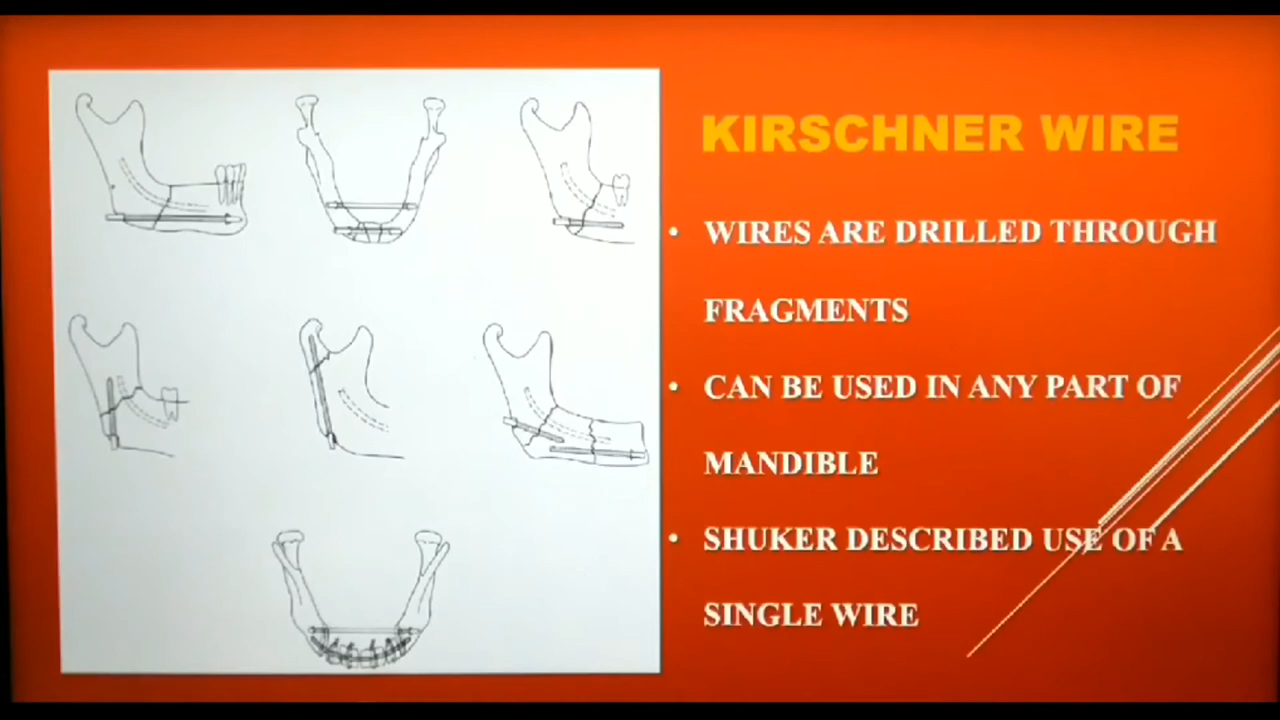 KIRSCHNER WIRE
• WIRES ARE DRILLED THROUGH
FRAGMENTS
• CAN BE USED IN ANY PART OF
MANDIBLE
• SHUKER DESCRIBED USE OF A
SINGLE WIRE